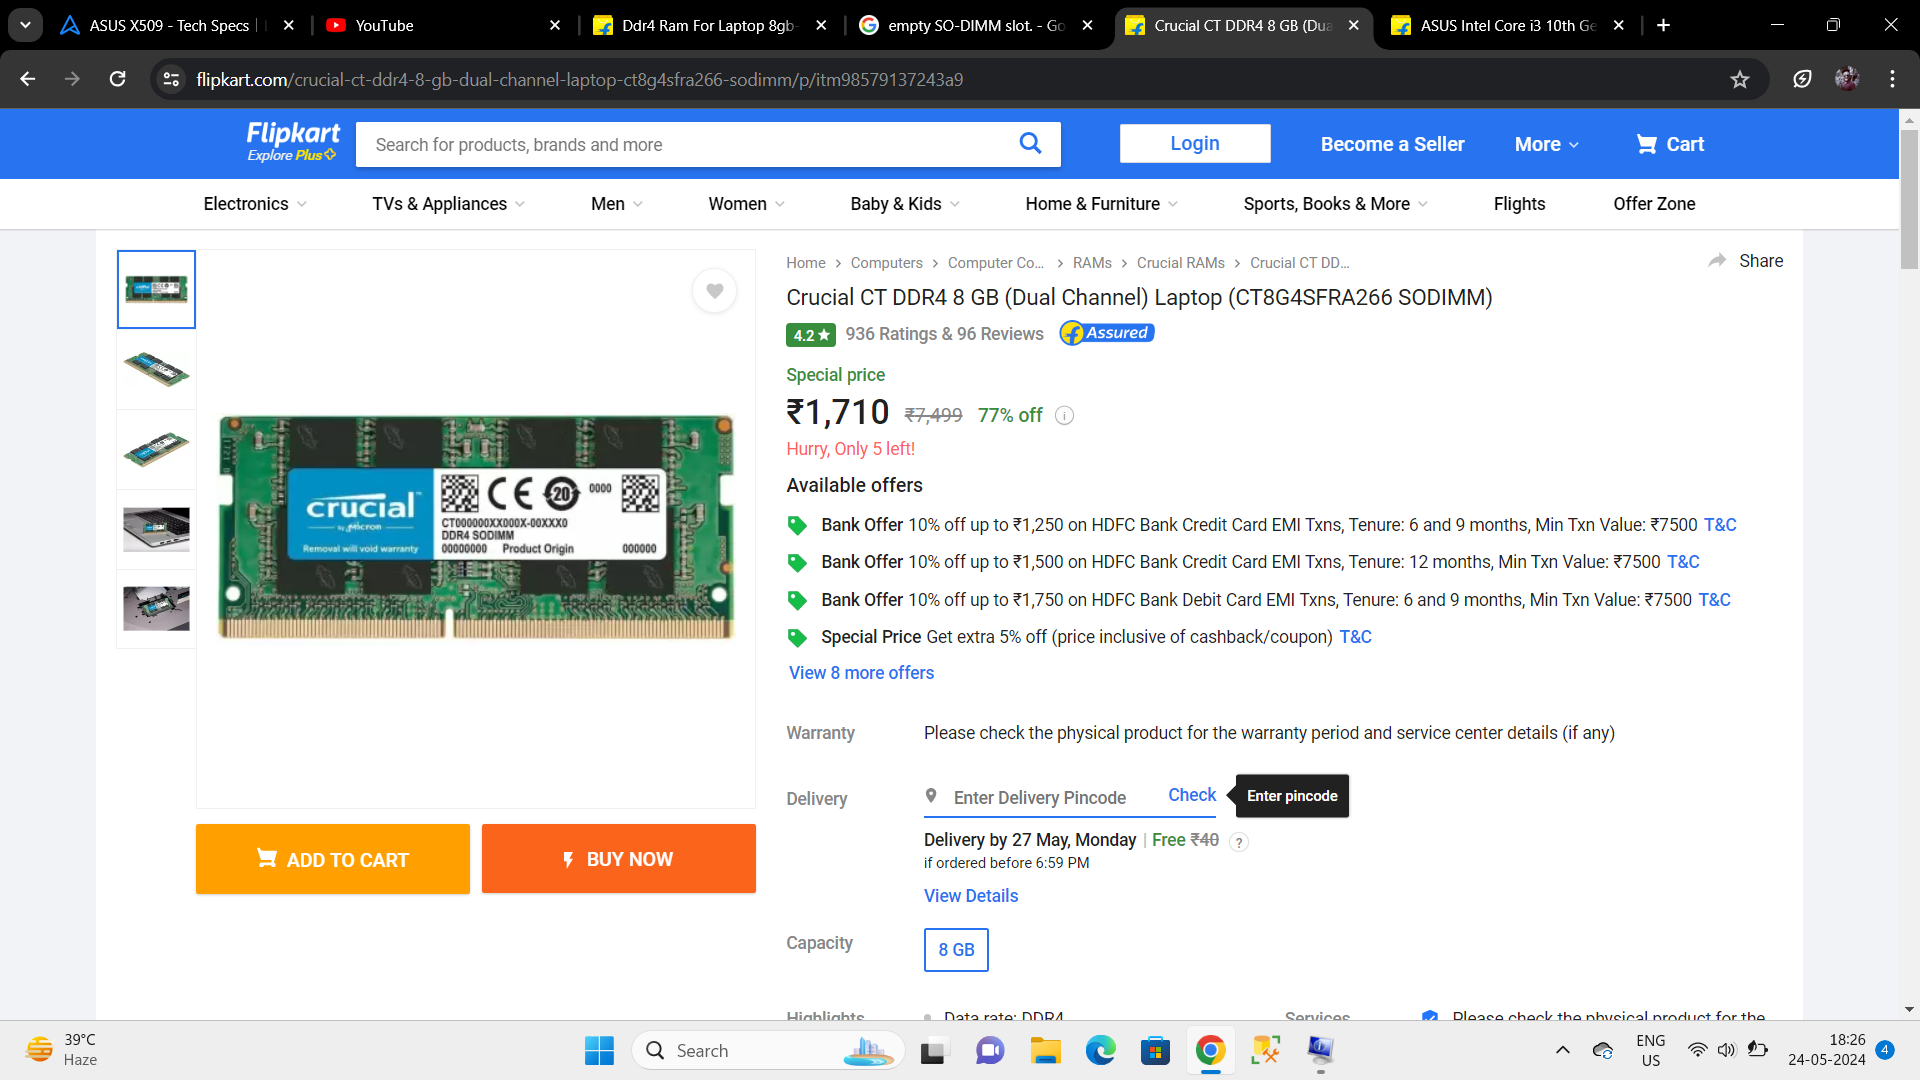 ASUS X509 - Tech Specs
YouTube
Ddr4 Ram For Laptop 8gb-
empty SO-DIMM slot. - Go
Crucial CT DDR4 8 GB (Dua
ASUS Intel Core i3 10th Ge
flipkart.com/crucial-ct-ddr4-8-gb-dual-channel-laptop-ct8g4sfra266-sodimm/p/itm98579137243a9
Flipkart
Explore Plus
Search for products, brands and more
Login
Become a Seller
More
Cart
Electronics
TVs & Appliances
Men
Women
Baby & Kids
Home & Furniture
Sports, Books & More
Flights
Offer Zone
Home
Computers
Computer Co...
RAMs
Crucial RAMs
Crucial CT DD...
Share
Crucial CT DDR4 8 GB (Dual Channel) Laptop (CT8G4SFRA266 SODIMM)
4.2 ★
936 Ratings & 96 Reviews
Assured
Special price
₹1,710 ₹7,499 77% off
Hurry, Only 5 left!
Available offers
Bank Offer 10% off up to ₹1,250 on HDFC Bank Credit Card EMI Txns, Tenure: 6 and 9 months, Min Txn Value: ₹7500 T&C
Bank Offer 10% off up to ₹1,500 on HDFC Bank Credit Card EMI Txns, Tenure: 12 months, Min Txn Value: ₹7500 T&C
Bank Offer 10% off up to ₹1,750 on HDFC Bank Debit Card EMI Txns, Tenure: 6 and 9 months, Min Txn Value: ₹7500 T&C
Special Price Get extra 5% off (price inclusive of cashback/coupon) T&C
View 8 more offers
crucial
by Micron
Removal will void warranty
CE
20
0000
CT000000XX000X-00XXX0
DDR4 SODIMM
00000000 Product Origin 000000
ADD TO CART
BUY NOW
Warranty
Please check the physical product for the warranty period and service center details (if any)
Delivery
Enter Delivery Pincode
Check
Enter pincode
Delivery by 27 May, Monday | Free ₹40 ?
if ordered before 6:59 PM
View Details
Capacity
8 GB
Highlights
Data rate: DDR4
Services
Please check the physical product for the
39°C
Haze
Search
ENG
US
18:26
24-05-2024
4